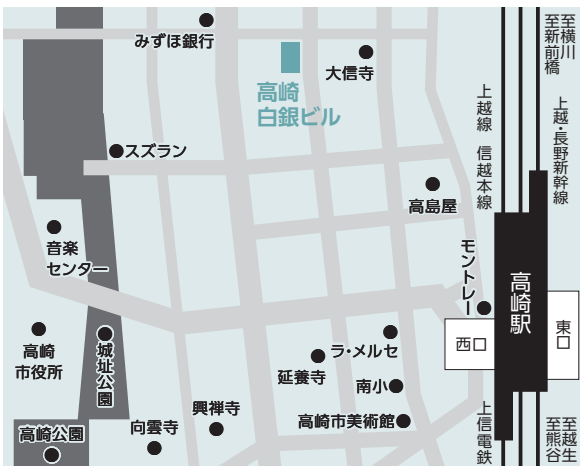 みずほ銀行
大信寺
高崎
白銀ビル
スズラン
高島屋
音楽
センター
モントレー
高崎駅
西口
東口
高崎
市役所
城址公園
ラ・メルセ
延養寺
南小
興禅寺
高崎市美術館
高崎公園
向雲寺
至横川
至新前橋
上越線 信越本線
上越・長野新幹線
上信電鉄
至越生
至熊谷